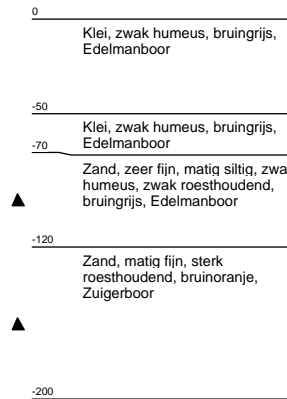 0
Klei, zwak humeus, bruingrijs,
Edelmanboor
-50
Klei, zwak humeus, bruingrijs,
Edelmanboor
-70
Zand, zeer fijn, matig siltig, zwa
humeus, zwak roesthoudend,
bruingrijs, Edelmanboor
-120
Zand, matig fijn, sterk
roesthoudend, bruinoranje,
Zuigerboor
-200